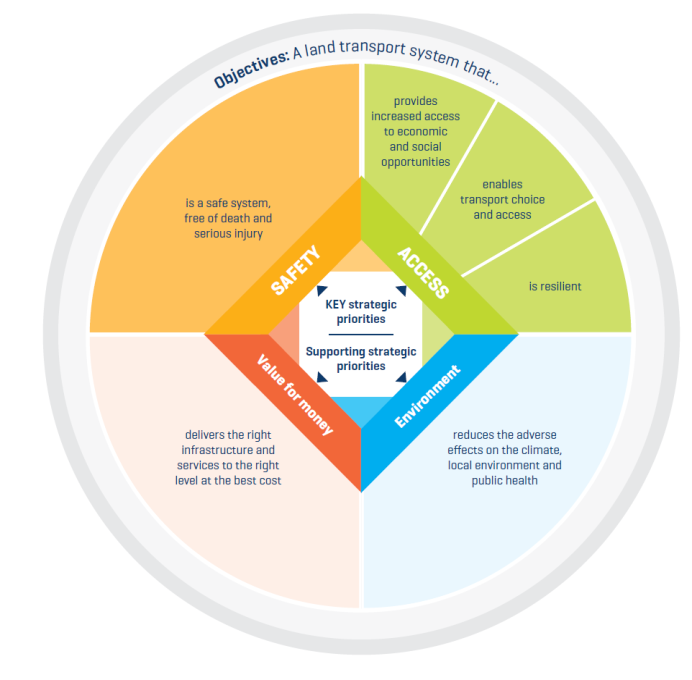 Objectives: A land transport system that...
provides
increased access
to economic
and social
opportunities
enables
transport choice
and access
is resilient
is a safe system,
free of death and
serious injury
SAFETY
ACCESS
KEY strategic
priorities
Supporting strategic
priorities
Value for money
Environment
delivers the right
infrastructure and
services to the right
level at the best cost
reduces the adverse
effects on the climate,
local environment and
public health